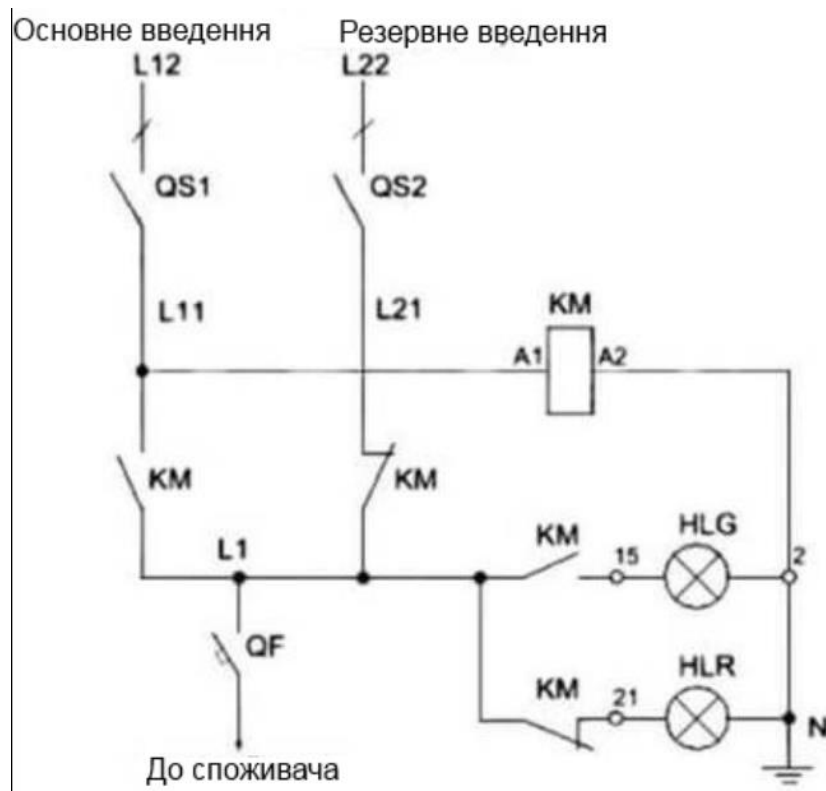 Основне введення Резервне введення
L12 L22
QS1 QS2
L11 L21 KM
A1 A2
KM KM
L1 KM 15 HLG 2
QF KM 21 HLR
N
До споживача